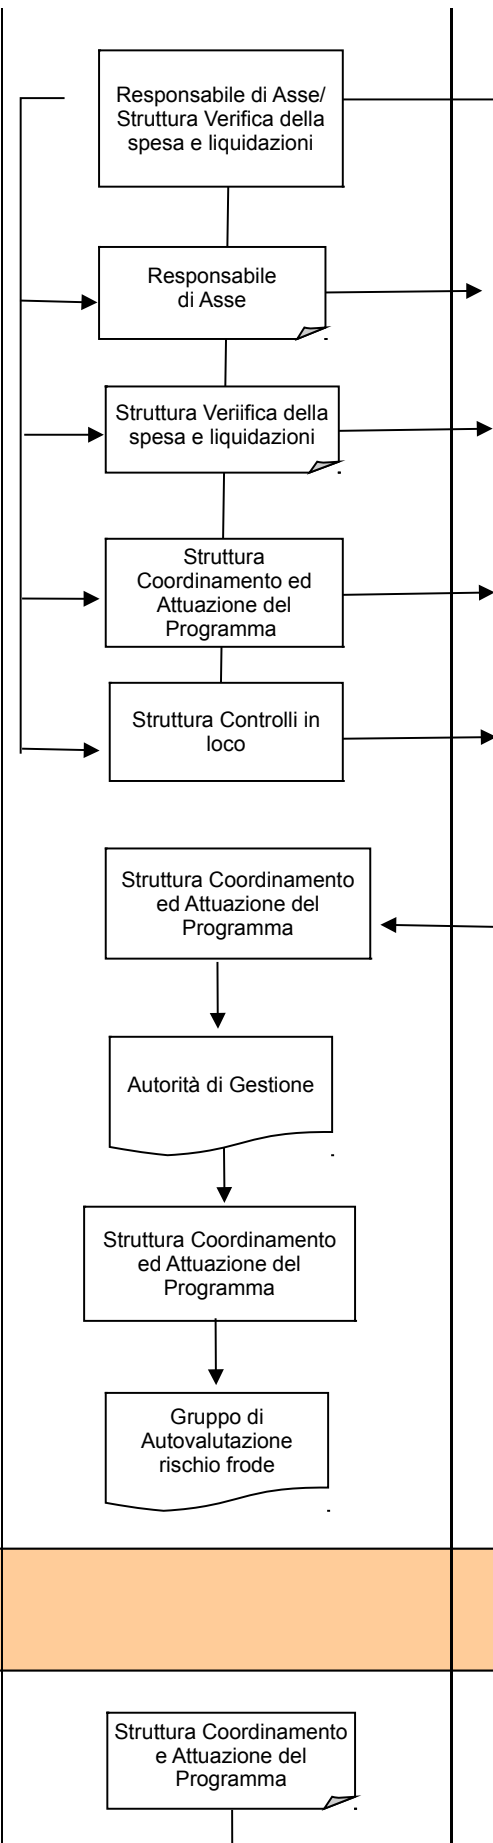 Responsabile di Asse/
Struttura Verifica della
spesa e liquidazioni
Responsabile
di Asse
Struttura Veriifica della
spesa e liquidazioni
Struttura
Coordinamento ed
Attuazione del
Programma
Struttura Controlli in
loco
Struttura Coordinamento
ed Attuazione del
Programma
Autorità di Gestione
Struttura Coordinamento
ed Attuazione del
Programma
Gruppo di
Autovalutazione
rischio frode
Struttura Coordinamento
e Attuazione del
Programma